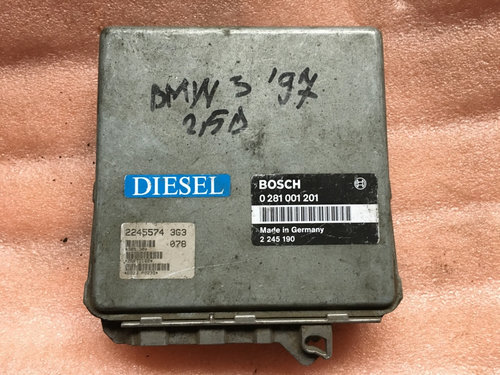 BMW 3 '97
2,5D
DIESEL
BOSCH
0 281 001 201
Made in Germany
2 245 190
2245574 3G3
078